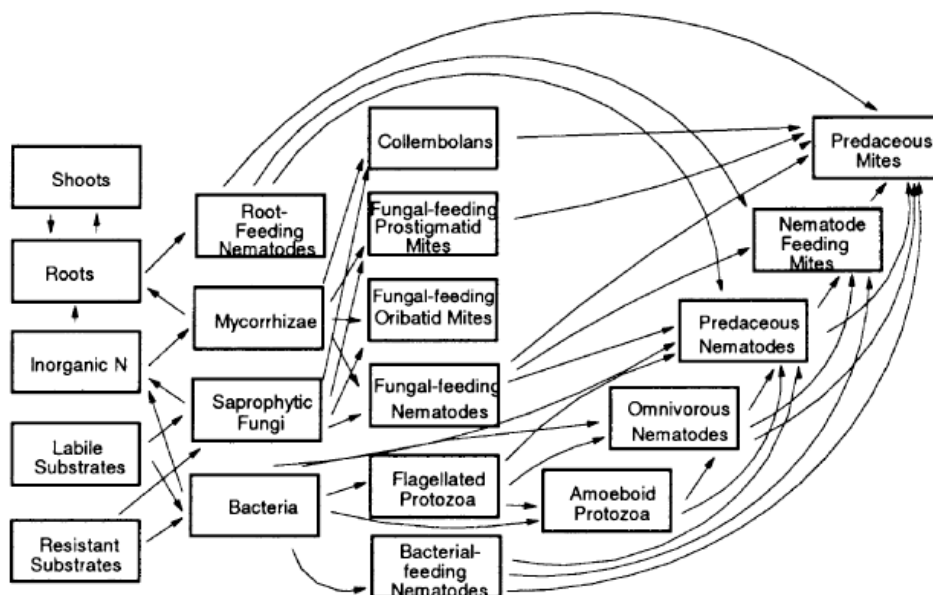 Shoots
Roots
Inorganic N
Labile
Substrates
Resistant
Substrates
Root-
Feeding
Nematodes
Mycorrhizae
Saprophytic
Fungi
Bacteria
Collembolans
Fungal-feeding
Prostigmatid
Mites
Fungal-feeding
Oribatid Mites
Fungal-feeding
Nematodes
Flagellated
Protozoa
Bacterial-
feeding
Nematodes
Amoeboid
Protozoa
Omnivorous
Nematodes
Predaceous
Nematodes
Nematode
Feeding
Mites
Predaceous
Mites